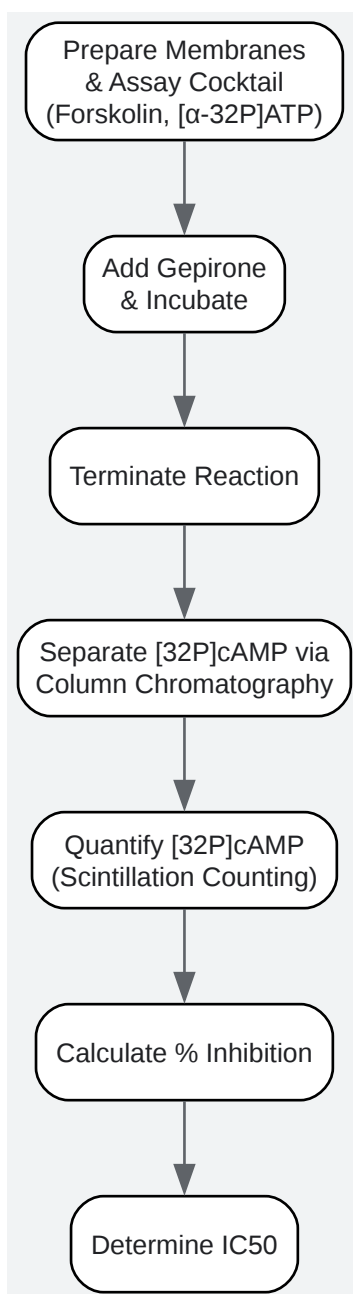 Prepare Membranes
& Assay Cocktail
(Forskolin, [α-32P]ATP)
Add Gepirone
& Incubate
Terminate Reaction
Separate [32P]cAMP via
Column Chromatography
Quantify [32P]cAMP
(Scintillation Counting)
Calculate % Inhibition
Determine IC50